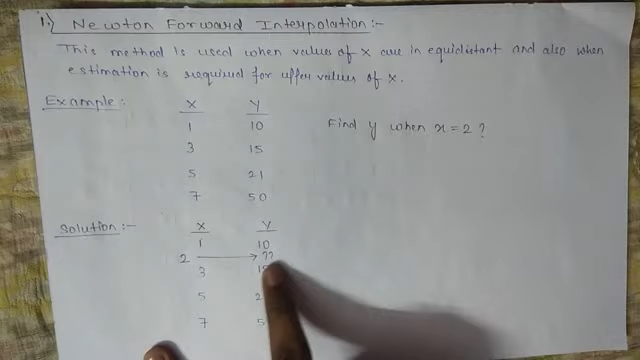 1.) Newton Forward Interpolation:-
This method is used when values of x are in equidistant and also when
estimation is required for upper values of x.
Example:
X Y
1 10
3 15
5 21
7 50
Find y when x=2?
Solution:-
X Y
1 10
2 → ??
3
5
7